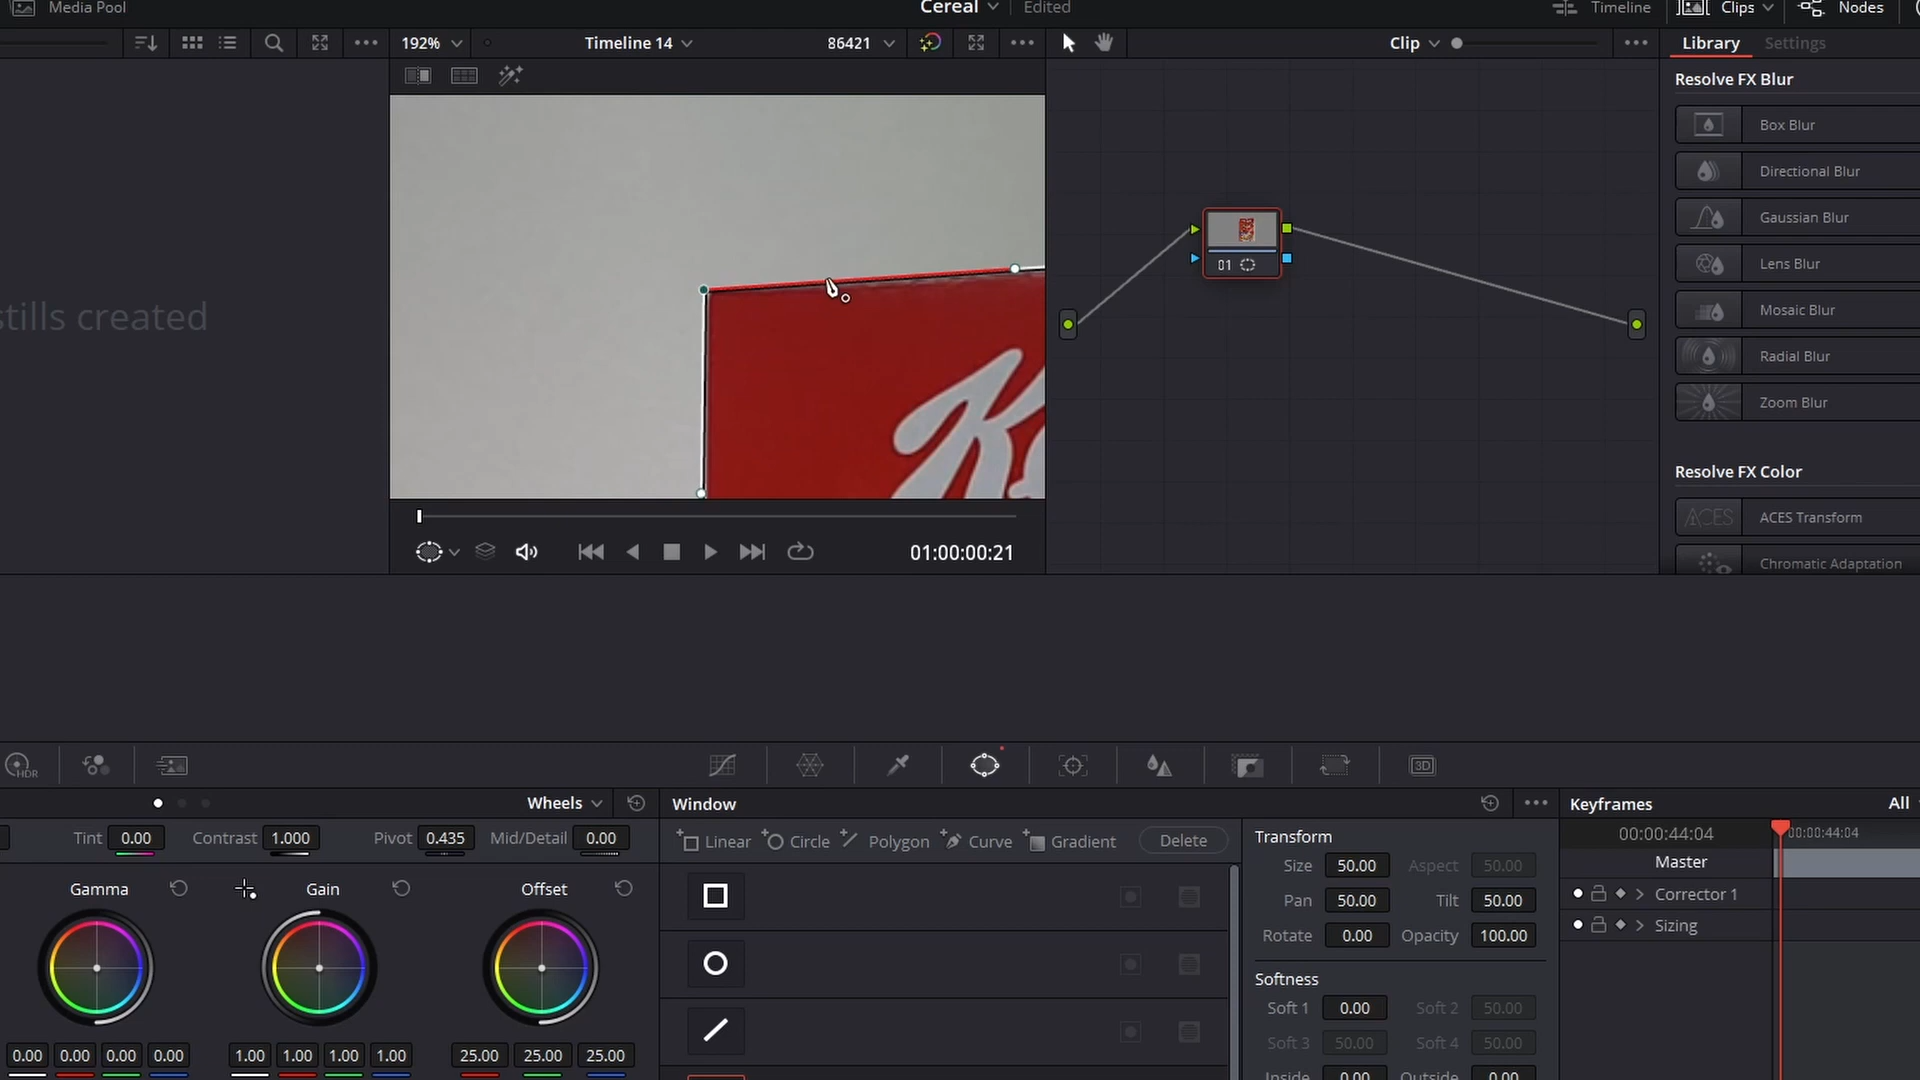 Media Pool
Cereal
Edited
Timeline
Clips
Nodes
192%
Timeline 14
86421
Clip
Library
Settings
Resolve FX Blur
Box Blur
Directional Blur
Gaussian Blur
Lens Blur
Mosaic Blur
Radial Blur
Zoom Blur
stills created
01
Resolve FX Color
ACES
ACES Transform
01:00:00:21
Chromatic Adaptation
HDR
3D
Wheels
Window
Keyframes
All
Tint 0.00
Contrast 1.000
Pivot 0.435
Mid/Detail 0.00
Linear
Circle
Polygon
Curve
Gradient
Delete
Transform
00:00:44:04
00:00:44:04
Size 50.00
Aspect 50.00
Master
Gamma
Gain
Offset
Pan 50.00
Tilt 50.00
Corrector 1
Rotate 0.00
Opacity 100.00
Sizing
Softness
Soft 1 0.00
Soft 2 50.00
Soft 3 50.00
Soft 4 50.00
0.00 0.00 0.00 0.00
1.00 1.00 1.00 1.00
25.00 25.00 25.00
Inside 0.00
Outside 0.00